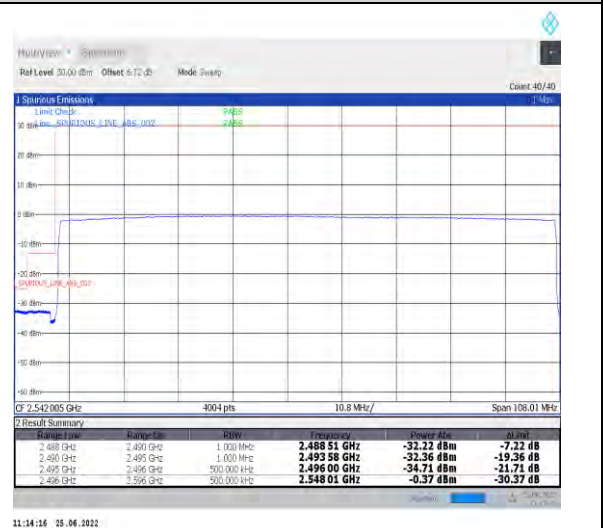 MultiView Spectrum
Ref Level 30.00 dBm Offset 6.72 dB Mode Sweep
Count 40/40
1 Spurious Emissions
Limit Check PASS
Line _SPURIOUS_LINE_ABS_002 PASS
30 dBm
20 dBm
10 dBm
0 dBm
-10 dBm
-20 dBm
_SPURIOUS_LINE_ABS_002
-30 dBm
-40 dBm
-50 dBm
-60 dBm
CF 2.542005 GHz 4004 pts 10.8 MHz/ Span 108.01 MHz
2 Result Summary
Range Low Range Up RBW Frequency Power Abs ΔLimit
2.488 GHz 2.490 GHz 1.000 MHz 2.488 51 GHz -32.22 dBm -7.22 dB
2.490 GHz 2.495 GHz 1.000 MHz 2.493 58 GHz -32.36 dBm -19.36 dB
2.495 GHz 2.496 GHz 500.000 kHz 2.496 00 GHz -34.71 dBm -21.71 dB
2.496 GHz 2.596 GHz 500.000 kHz 2.548 01 GHz -0.37 dBm -30.37 dB
11:14:16 25.06.2022